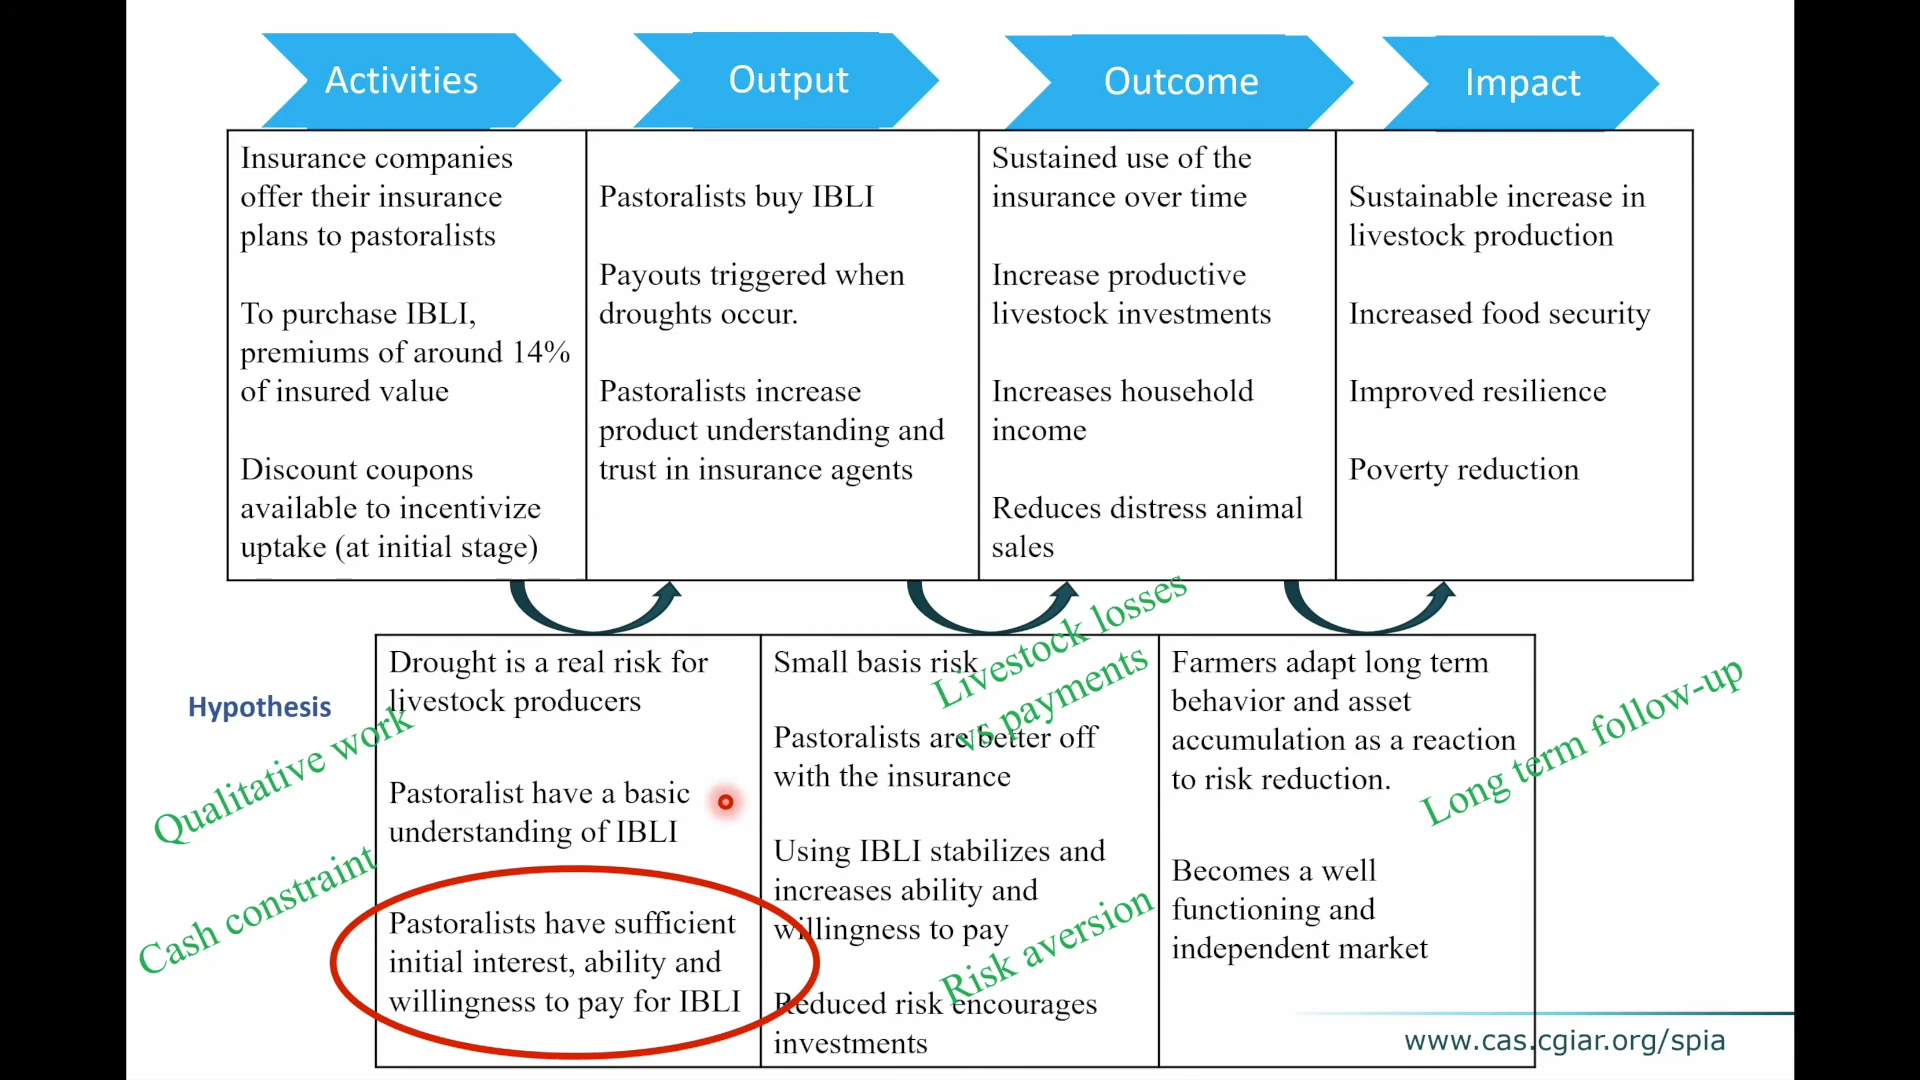 Activities
Output
Outcome
Impact
Insurance companies
offer their insurance
plans to pastoralists
To purchase IBLI,
premiums of around 14%
of insured value
Discount coupons
available to incentivize
uptake (at initial stage)
Pastoralists buy IBLI
Payouts triggered when
droughts occur.
Pastoralists increase
product understanding and
trust in insurance agents
Sustained use of the
insurance over time
Increase productive
livestock investments
Increases household
income
Reduces distress animal
sales
Sustainable increase in
livestock production
Increased food security
Improved resilience
Poverty reduction
Hypothesis
Qualitative work
Cash constraint
Drought is a real risk for
livestock producers
Pastoralist have a basic
understanding of IBLI
Pastoralists have sufficient
initial interest, ability and
willingness to pay for IBLI
Small basis risk
Pastoralists are better off
with the insurance
Using IBLI stabilizes and
increases ability and
willingness to pay
Reduced risk encourages
investments
Livestock losses
vs payments
Risk aversion
Farmers adapt long term
behavior and asset
accumulation as a reaction
to risk reduction.
Becomes a well
functioning and
independent market
Long term follow-up
www.cas.cgiar.org/spia